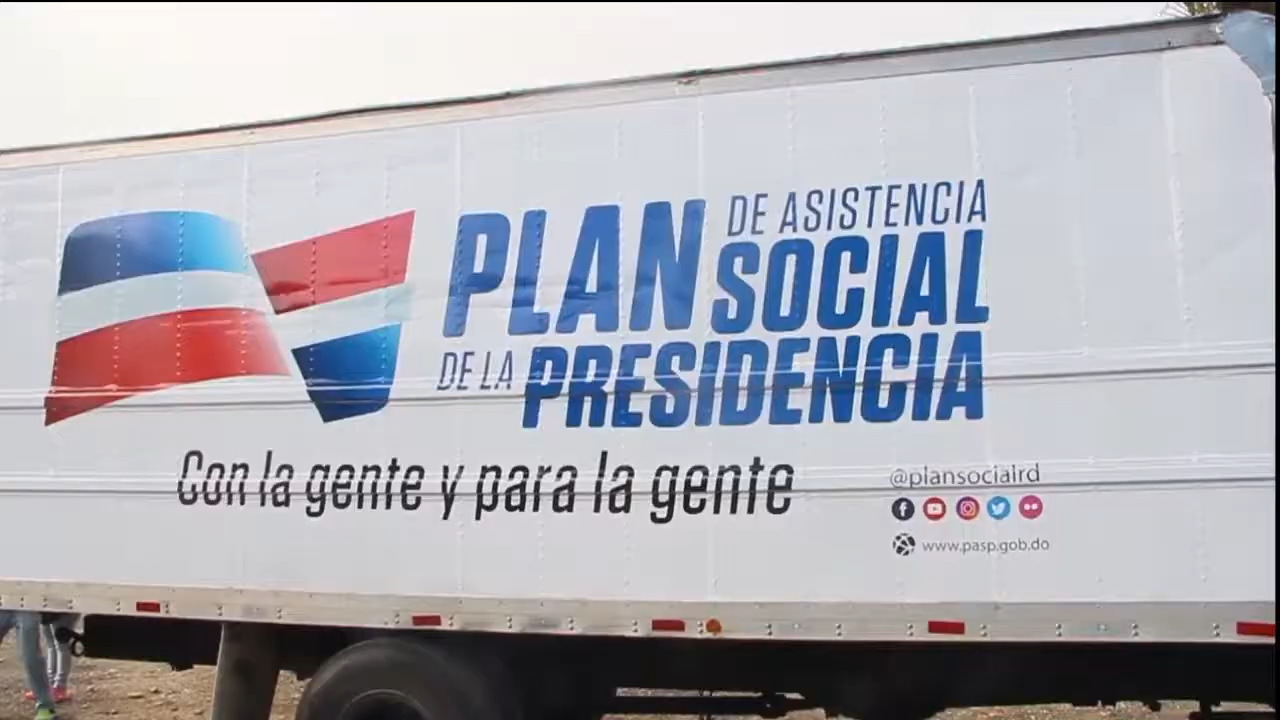 PLAN DE ASISTENCIA
SOCIAL
DE LA PRESIDENCIA
Con la gente y para la gente
@plansocialrd
www.pasp.gob.do